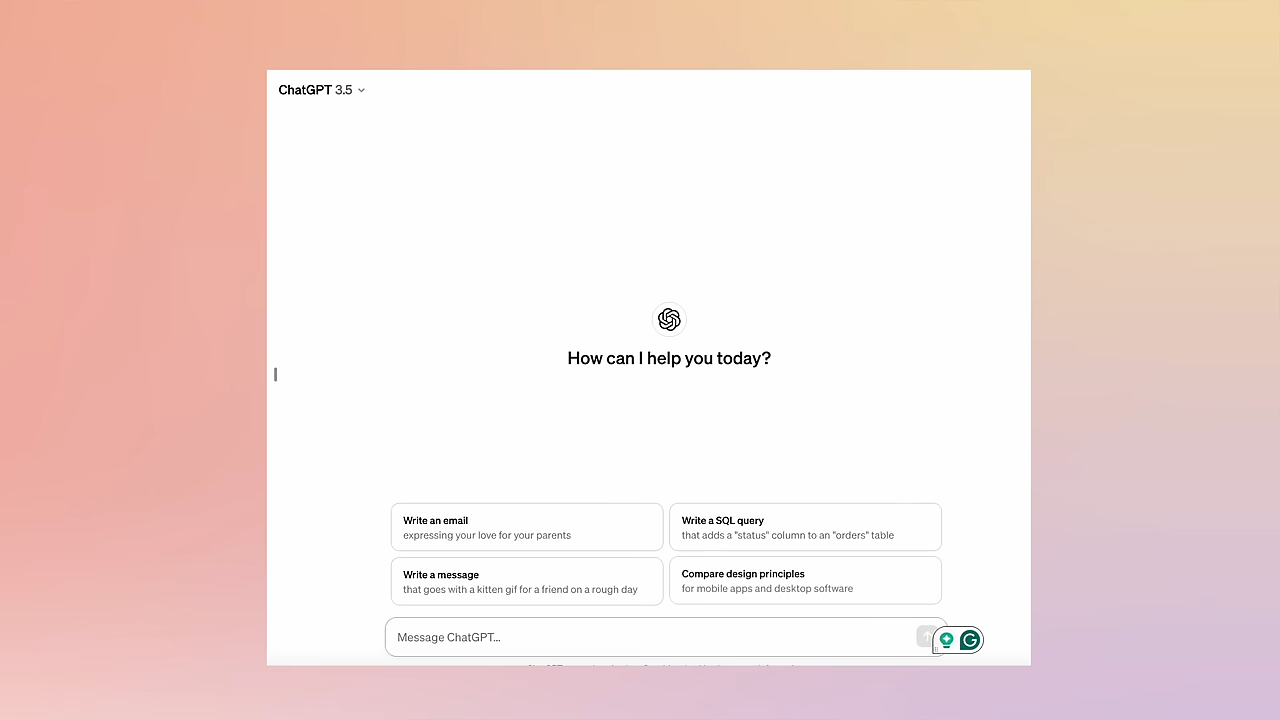 ChatGPT 3.5
How can I help you today?
Write an email
expressing your love for your parents
Write a SQL query
that adds a "status" column to an "orders" table
Write a message
that goes with a kitten gif for a friend on a rough day
Compare design principles
for mobile apps and desktop software
Message ChatGPT...